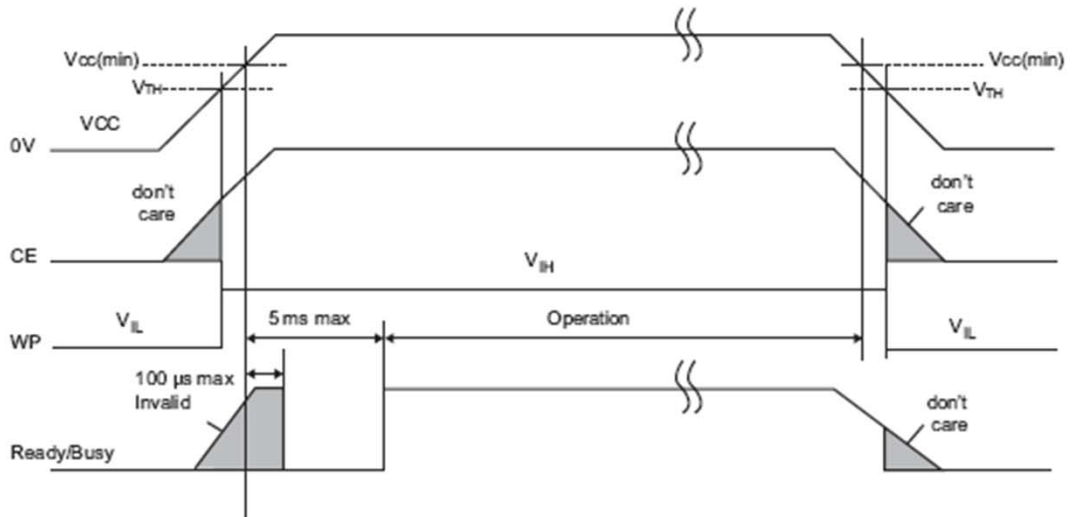 Vcc(min)
VTH
VCC
0V
Vcc(min)
VTH
don't
care
don't
care
CE
VIH
VIL
WP
5 ms max
Operation
VIL
100 µs max
Invalid
don't
care
Ready/Busy